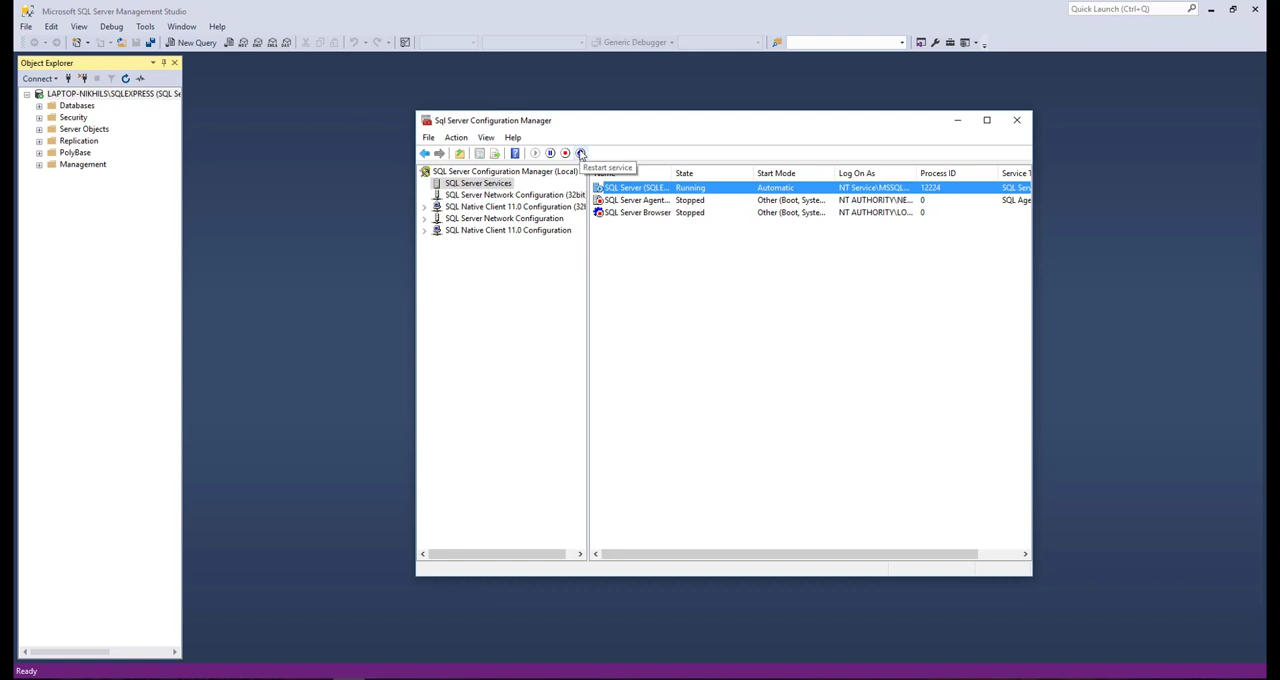 Microsoft SQL Server Management Studio
Quick Launch (Ctrl+Q)
File Edit View Debug Tools Window Help
New Query
Generic Debugger
Object Explorer
Connect
LAPTOP-NIKHILS\SQLEXPRESS (SQL Se
Databases
Security
Server Objects
Replication
PolyBase
Management
Sql Server Configuration Manager
File Action View Help
Restart service
SQL Server Configuration Manager (Local)
SQL Server Services
SQL Server Network Configuration (32bit
SQL Native Client 11.0 Configuration (32l
SQL Server Network Configuration
SQL Native Client 11.0 Configuration
State Start Mode Log On As Process ID Service T
SQL Server (SQLE... Running Automatic NT Service\MSSQL... 12224 SQL Serv
SQL Server Agent... Stopped Other (Boot, Syste... NT AUTHORITY\NE... 0 SQL Age
SQL Server Browser Stopped Other (Boot, Syste... NT AUTHORITY\LO... 0
Ready